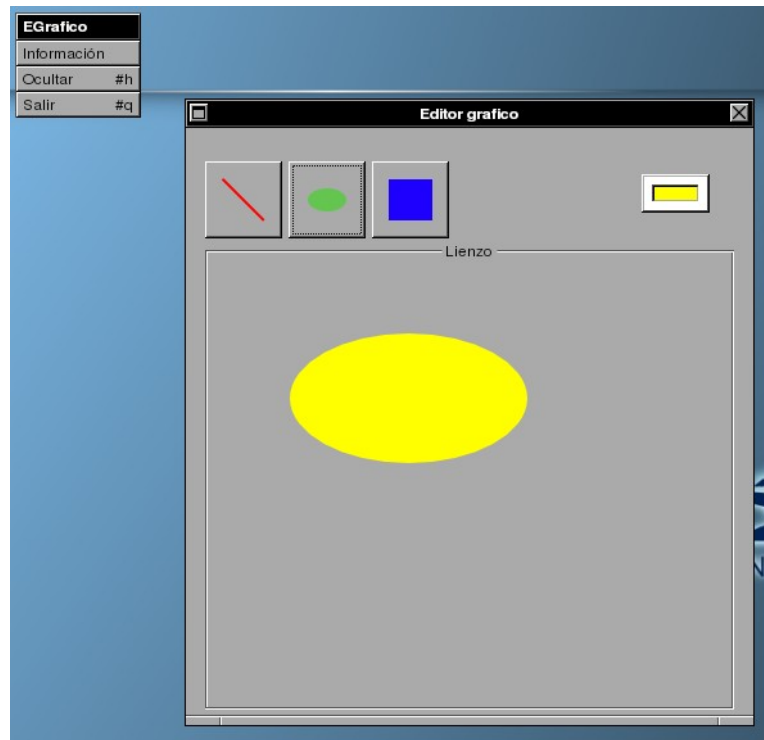 EGrafico
Información
Ocultar #h
Salir #q
Editor grafico
Lienzo